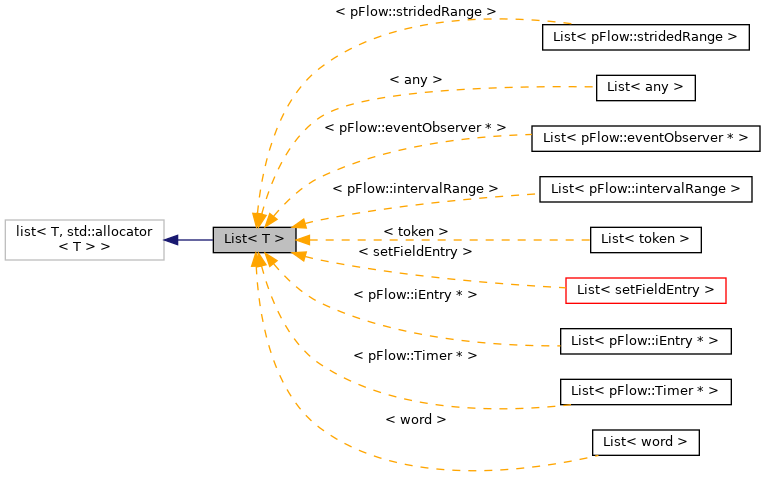 < pFlow::stridedRange >
List< pFlow::stridedRange >
< any >
List< any >
< pFlow::eventObserver * >
List< pFlow::eventObserver * >
< pFlow::intervalRange >
List< pFlow::intervalRange >
list< T, std::allocator
< T > >
List< T >
< token >
List< token >
< setFieldEntry >
List< setFieldEntry >
< pFlow::iEntry * >
List< pFlow::iEntry * >
< pFlow::Timer * >
List< pFlow::Timer * >
< word >
List< word >